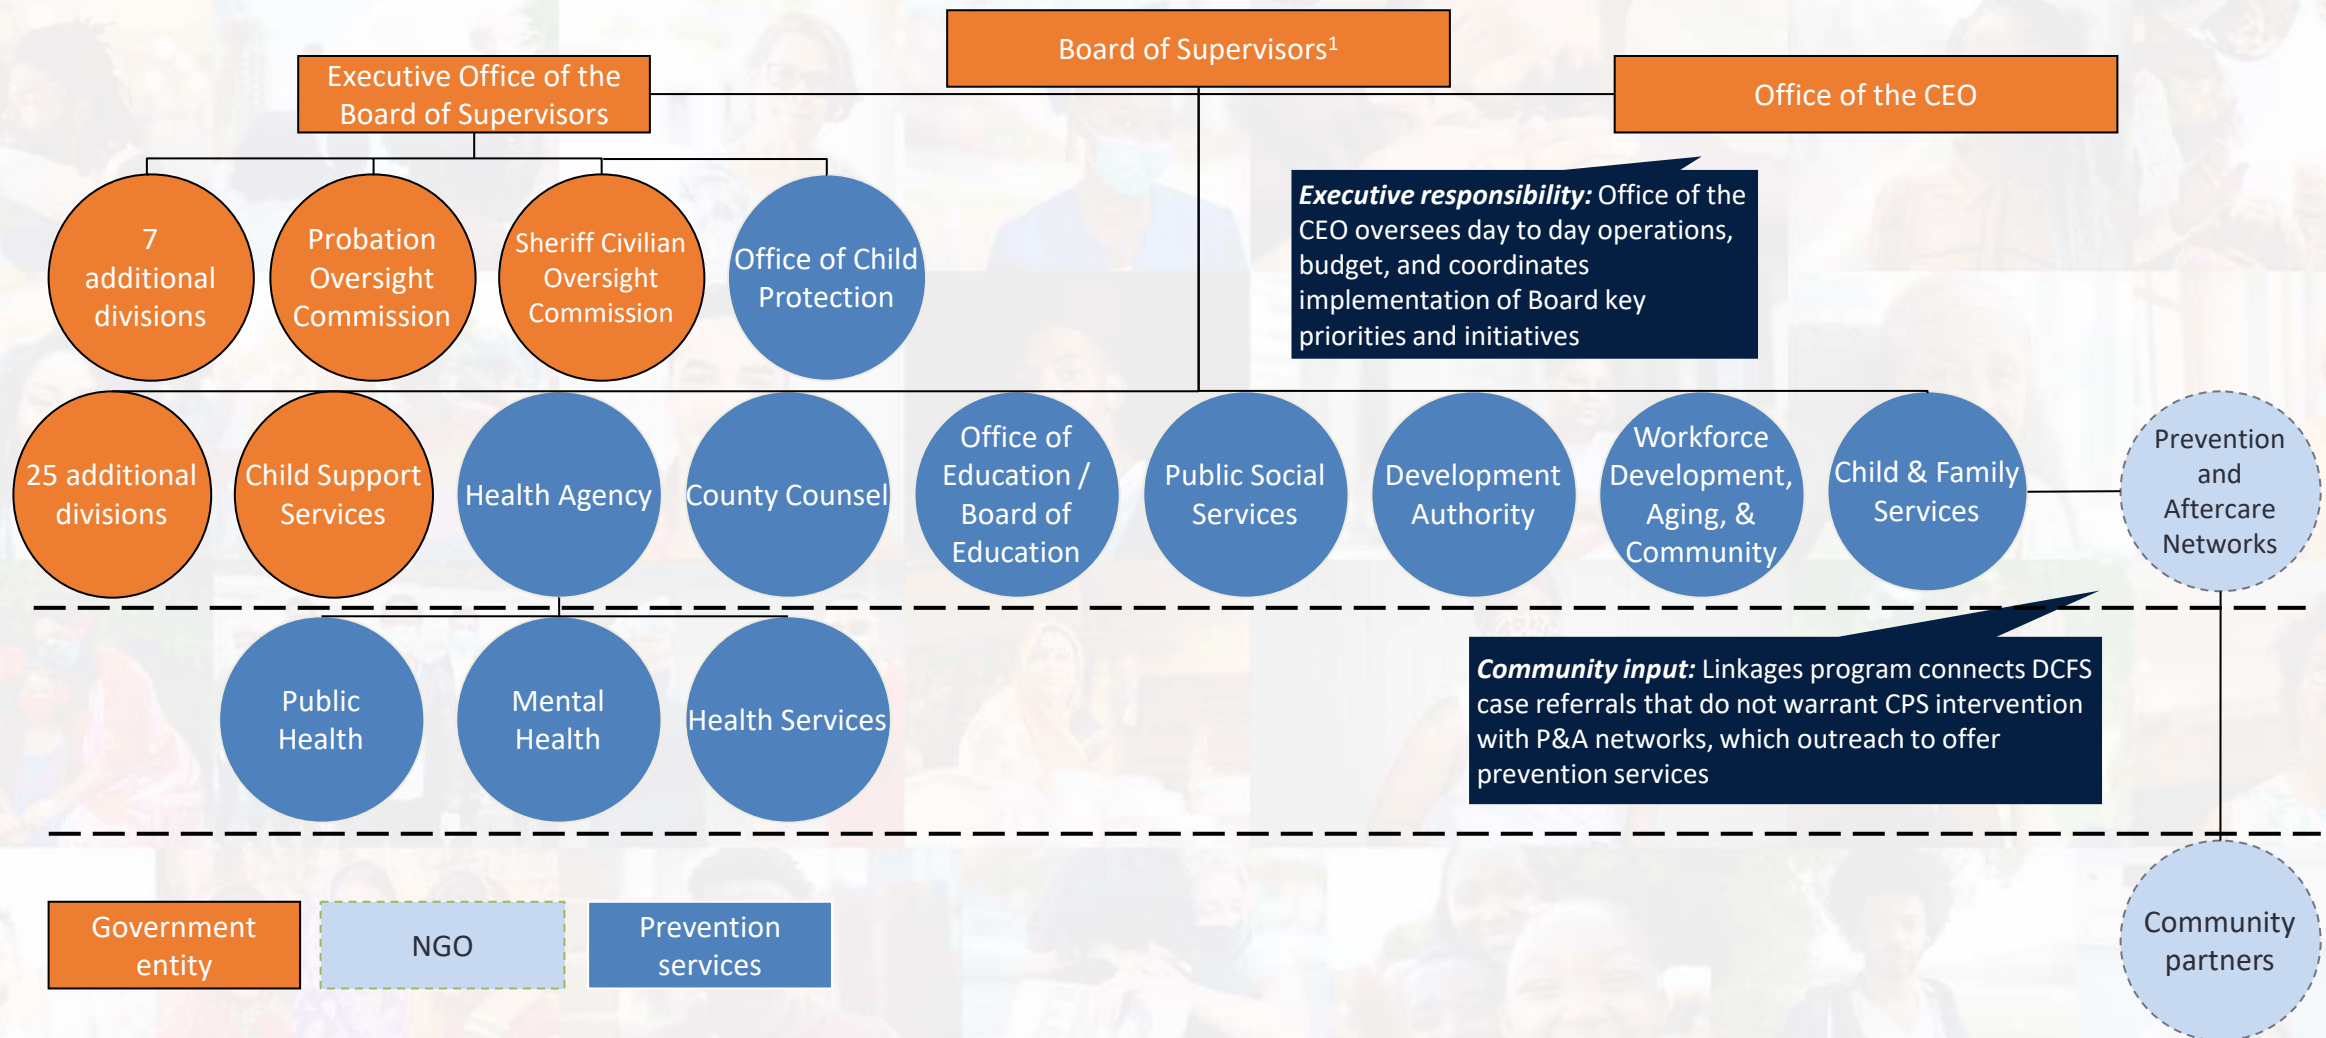 Board of Supervisors¹
Executive Office of the
Board of Supervisors
Office of the CEO
7
additional
divisions
Probation
Oversight
Commission
Sheriff Civilian
Oversight
Commission
Office of Child
Protection
Executive responsibility: Office of the
CEO oversees day to day operations,
budget, and coordinates
implementation of Board key
priorities and initiatives
25 additional
divisions
Child Support
Services
Health Agency
County Counsel
Office of
Education /
Board of
Education
Public Social
Services
Development
Authority
Workforce
Development,
Aging, &
Community
Child & Family
Services
Prevention
and
Aftercare
Networks
Public
Health
Mental
Health
Health Services
Community input: Linkages program connects DCFS
case referrals that do not warrant CPS intervention
with P&A networks, which outreach to offer
prevention services
Government
entity
NGO
Prevention
services
Community
partners